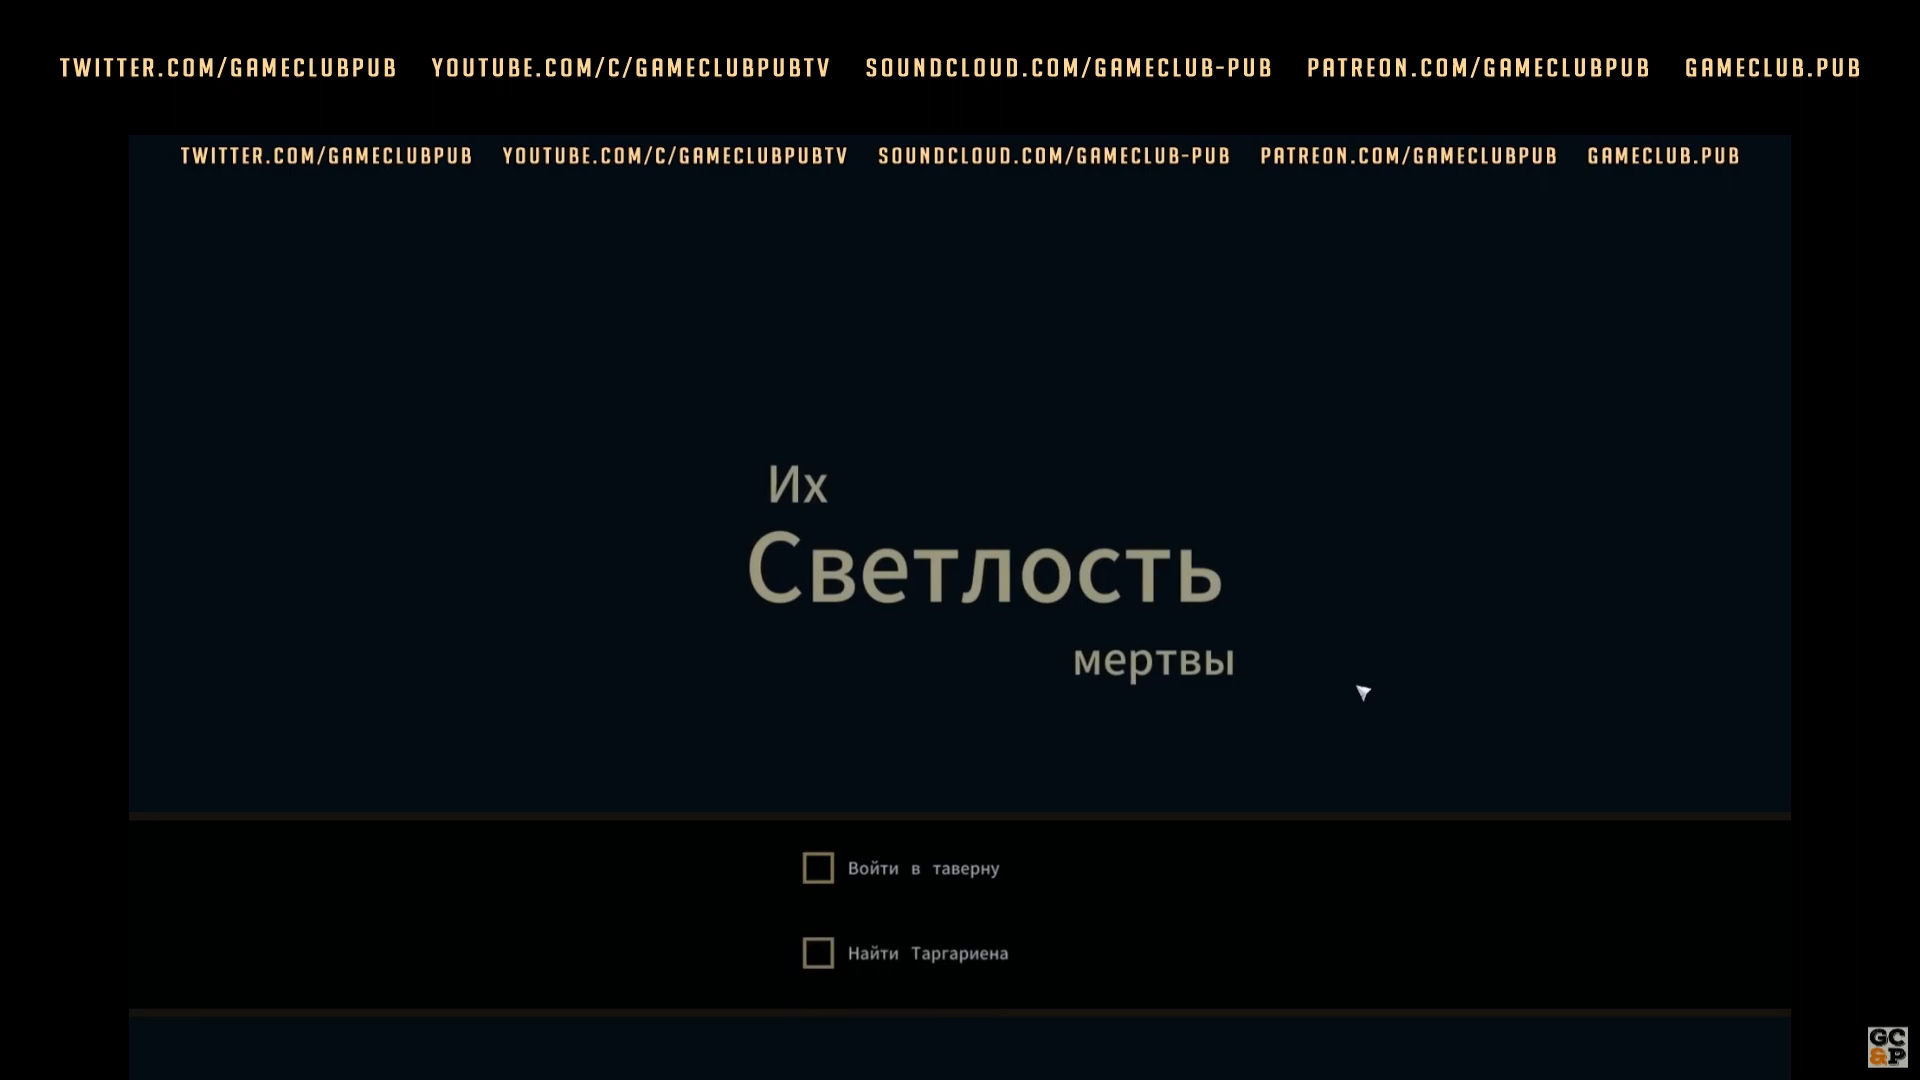 TWITTER.COM/GAMECLUBPUB YOUTUBE.COM/C/GAMECLUBPUBTV SOUNDCLOUD.COM/GAMECLUB-PUB PATREON.COM/GAMECLUBPUB GAMECLUB.PUB
TWITTER.COM/GAMECLUBPUB YOUTUBE.COM/C/GAMECLUBPUBTV SOUNDCLOUD.COM/GAMECLUB-PUB PATREON.COM/GAMECLUBPUB GAMECLUB.PUB
Их
Светлость
мертвы
Войти в таверну
Найти Таргариена
GC
&P